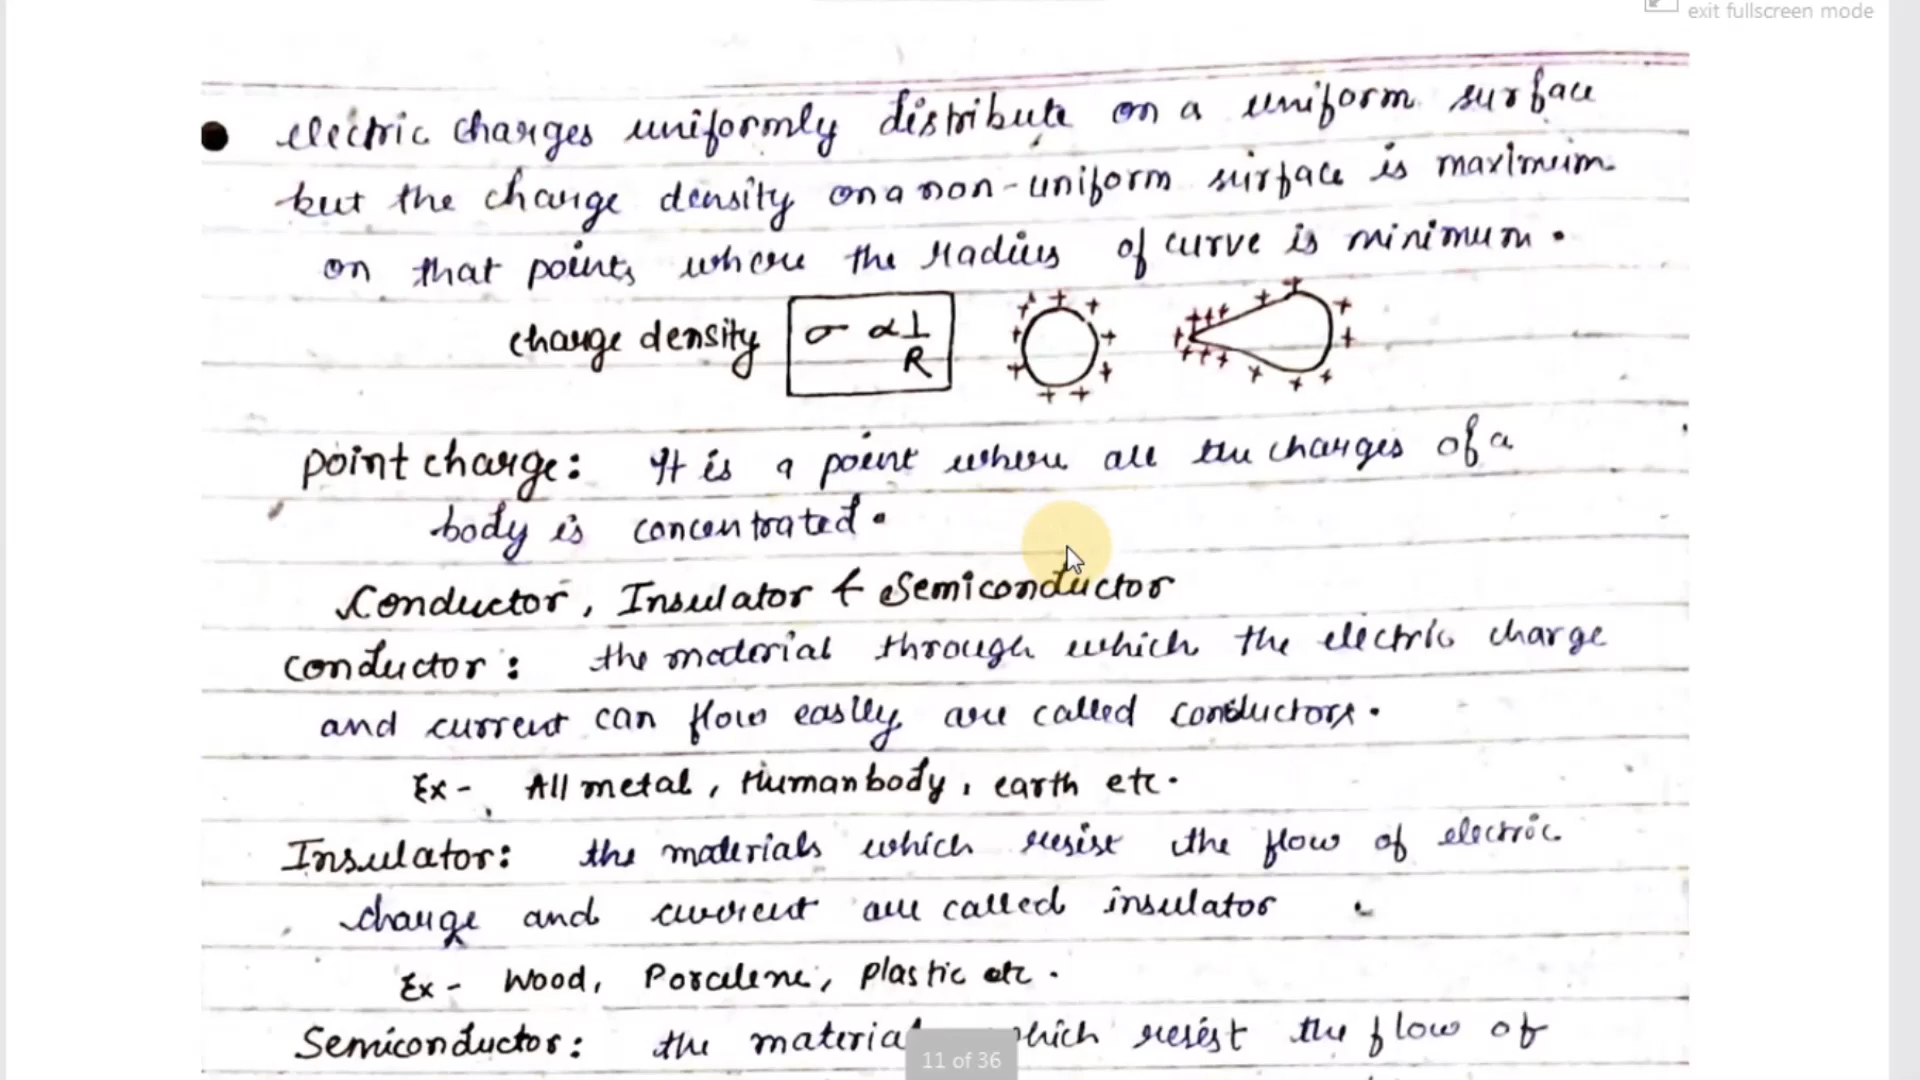 exit fullscreen mode
electric charges uniformly distribute on a uniform surface
but the charge density on a non-uniform surface is maximum
on that points where the radius of curve is minimum.
charge density σ ∝ 1/R
point charge: It is a point where all the charges of a
body is concentrated.
Conductor, Insulator & Semiconductor
Conductor: the material through which the electric charge
and current can flow easley are called conductors.
Ex - All metal, Human body, earth etc.
Insulator: the materials which resist the flow of electric
charge and current are called insulator
Ex - Wood, Porcelene, Plastic etc.
Semiconductor: the material which resist the flow of
11 of 36